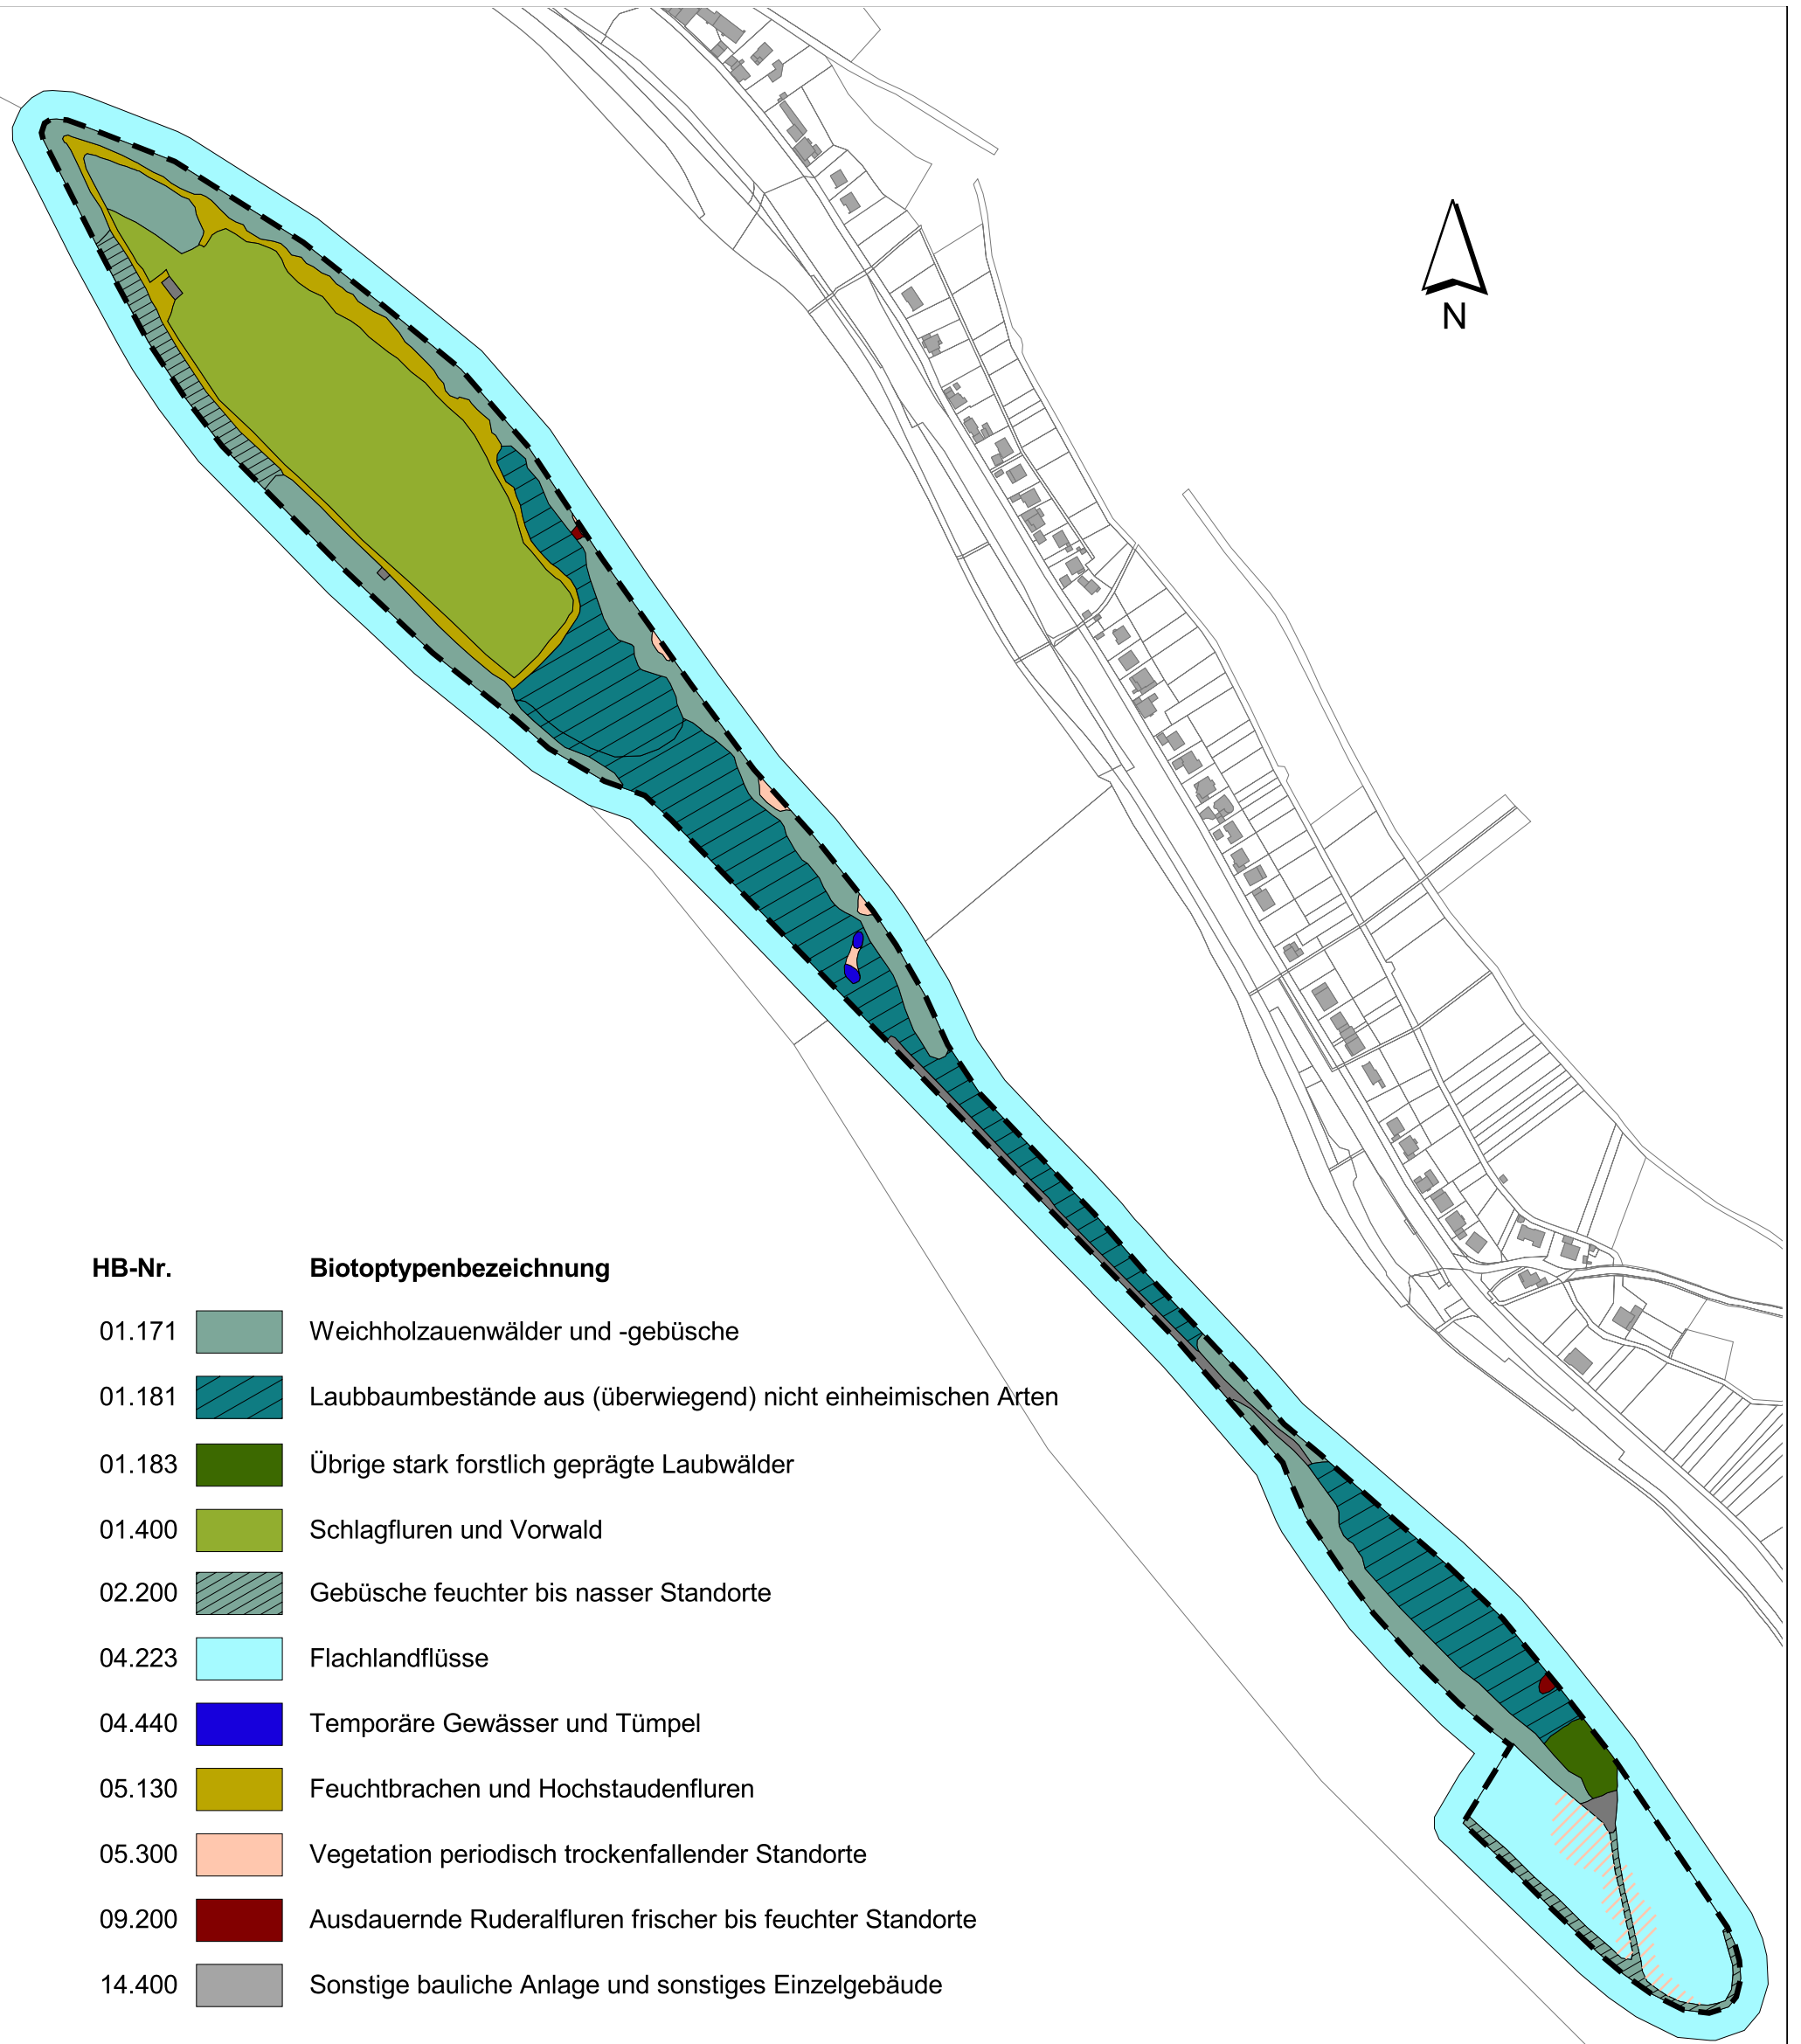 N
HB-Nr. Biotoptypenbezeichnung
01.171 Weichholzauenwälder und -gebüsche
01.181 Laubbaumbestände aus (überwiegend) nicht einheimischen Arten
01.183 Übrige stark forstlich geprägte Laubwälder
01.400 Schlagfluren und Vorwald
02.200 Gebüsche feuchter bis nasser Standorte
04.223 Flachlandflüsse
04.440 Temporäre Gewässer und Tümpel
05.130 Feuchtbrachen und Hochstaudenfluren
05.300 Vegetation periodisch trockenfallender Standorte
09.200 Ausdauernde Ruderalfluren frischer bis feuchter Standorte
14.400 Sonstige bauliche Anlage und sonstiges Einzelgebäude